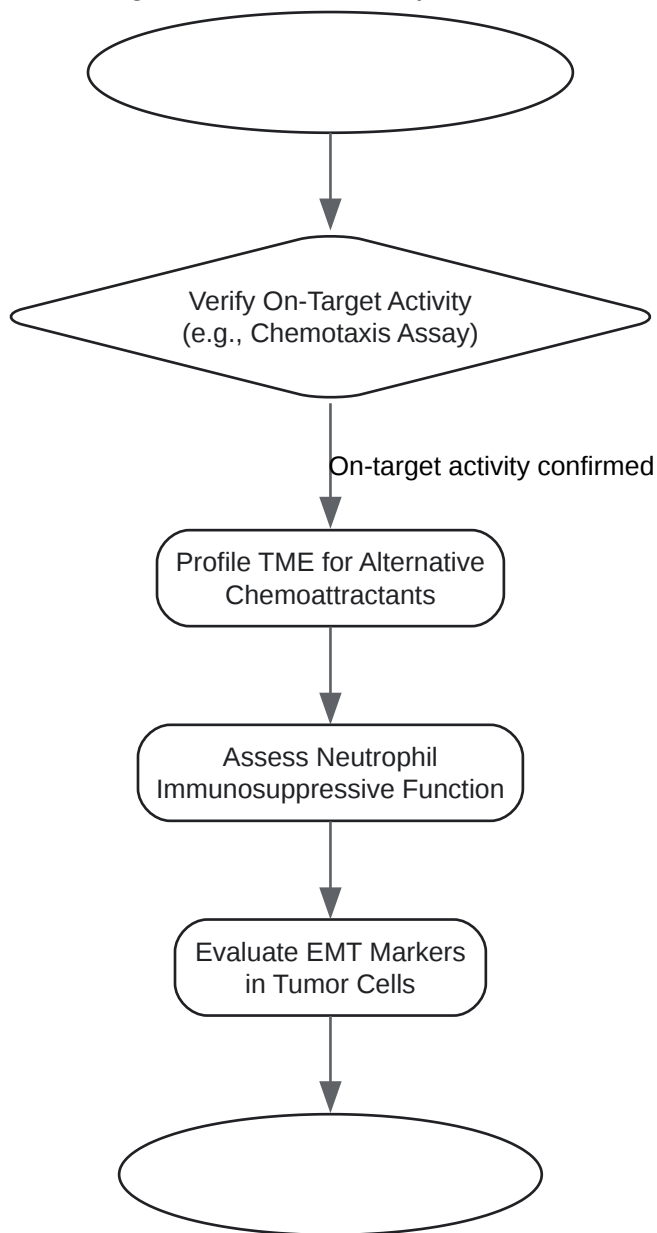 Verify On-Target Activity
(e.g., Chemotaxis Assay)
On-target activity confirmed
Profile TME for Alternative
Chemoattractants
Assess Neutrophil
Immunosuppressive Function
Evaluate EMT Markers
in Tumor Cells